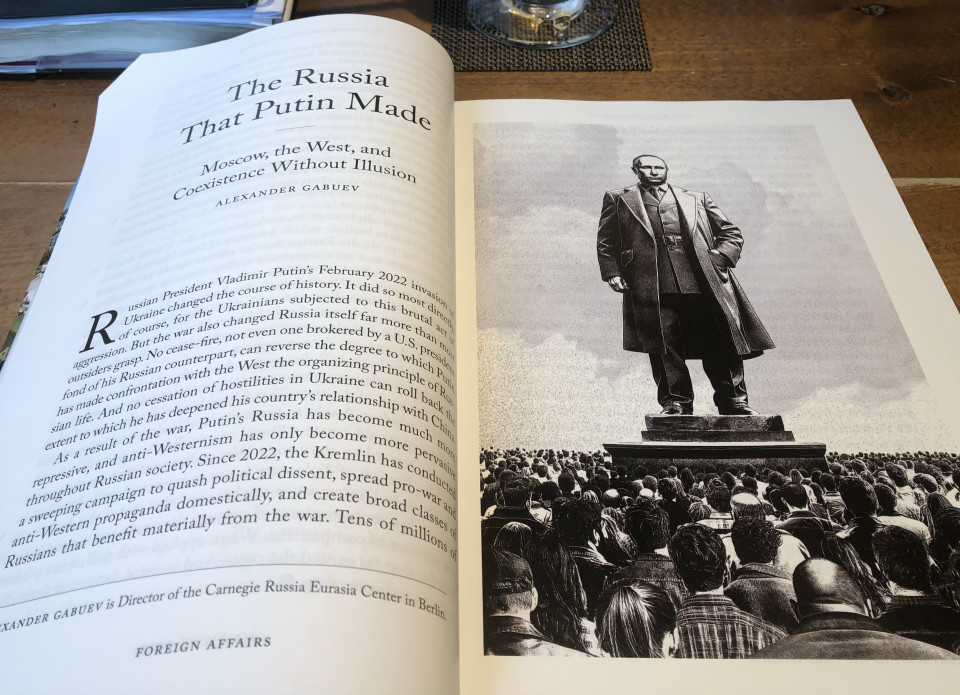 The Russia
That Putin Made
Moscow, the West, and
Coexistence Without Illusion
ALEXANDER GABUEV
Russian President Vladimir Putin's February 2022 invasion
Ukraine changed the course of history. It did so most
of course, for the Ukrainians subjected to this brutal act
aggression. But the war also changed Russia itself far more than
outsiders grasp. No cease-fire, not even one brokered by a U.S.
fond of his Russian counterpart, can reverse the degree to which
has made confrontation with the West the organizing principle of
sian life. And no cessation of hostilities in Ukraine can roll back the
extent to which he has deepened his country's relationship with China.
As a result of the war, Putin's Russia has become much more
repressive, and anti-Westernism has only become more pervasive
throughout Russian society. Since 2022, the Kremlin has conducted
a sweeping campaign to quash political dissent, spread pro-war and
anti-Western propaganda domestically, and create broad classes of
Russians that benefit materially from the war. Tens of millions of
GABUEV is Director of the Carnegie Russia Eurasia Center in Berlin.
FOREIGN AFFAIRS